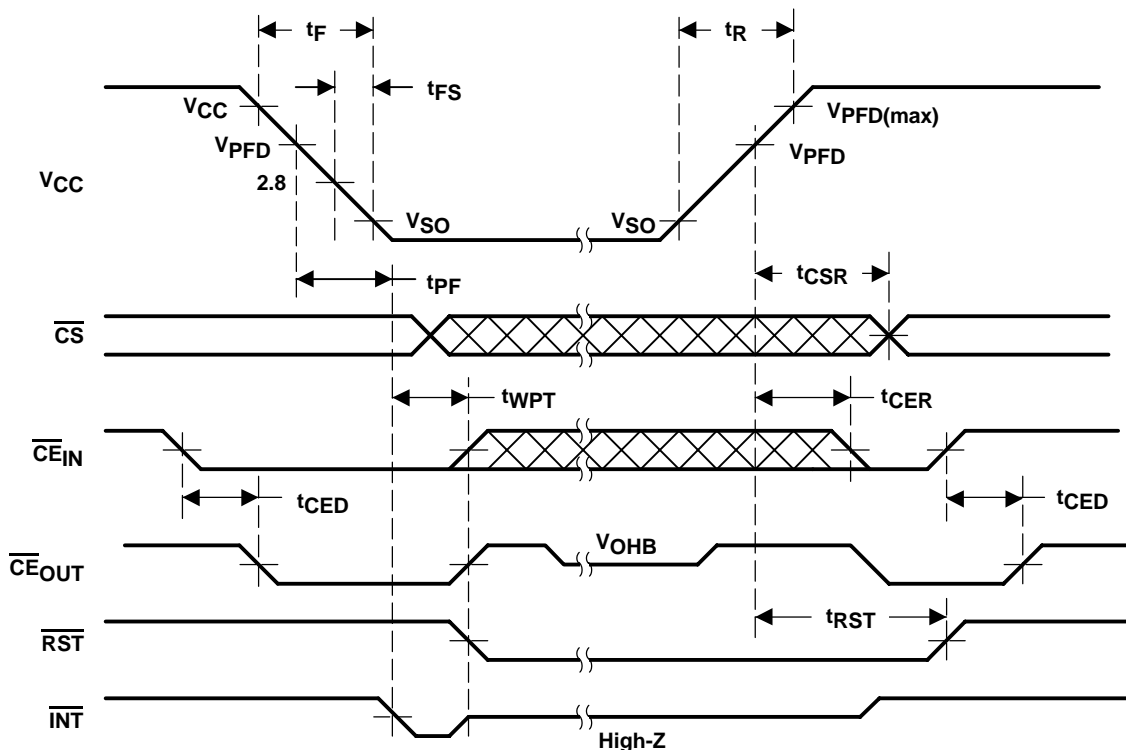 tF
tR
tFS
VCC
VPFD(max)
VPFD
VPFD
VCC
2.8
VSO
VSO
tPF
tCSR
CS
tWPT
tCER
CEIN
tCED
tCED
VOHB
CEOUT
tRST
RST
INT
High-Z